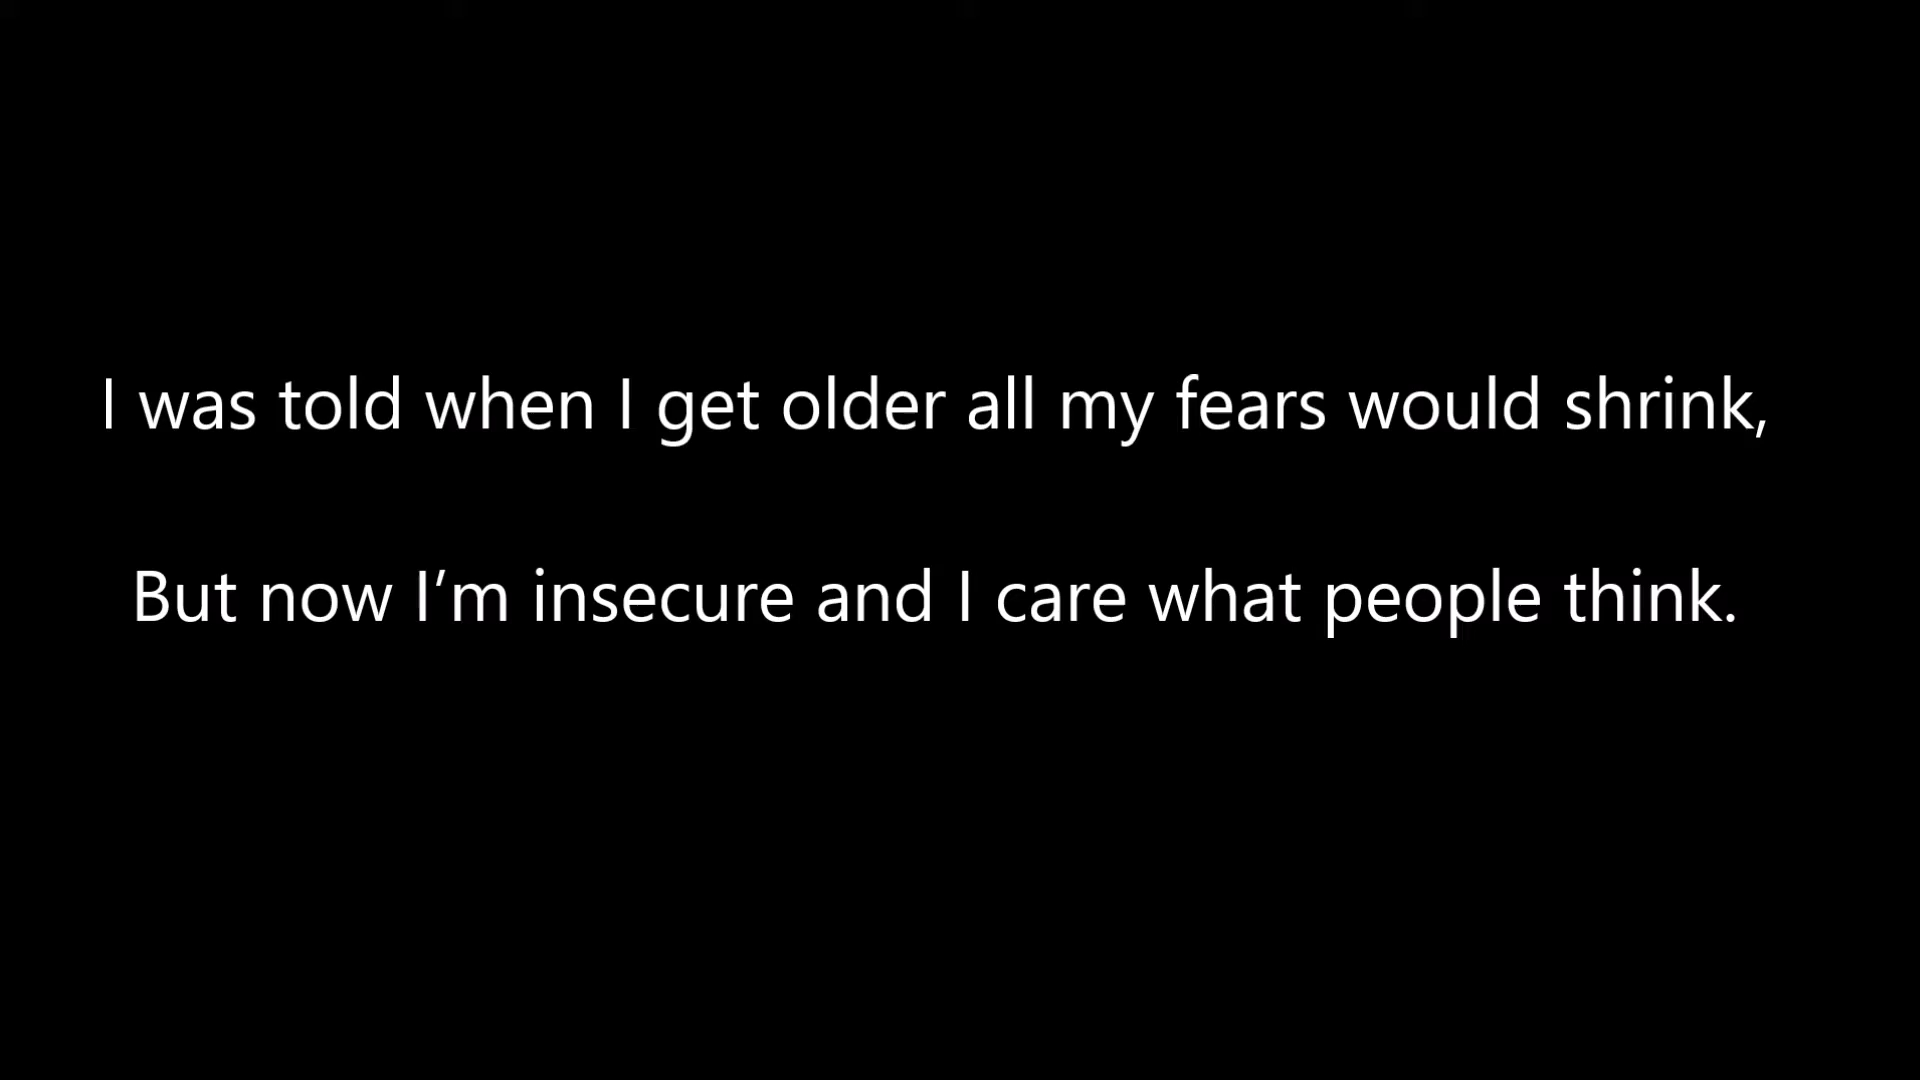 I was told when I get older all my fears would shrink,
But now I’m insecure and I care what people think.